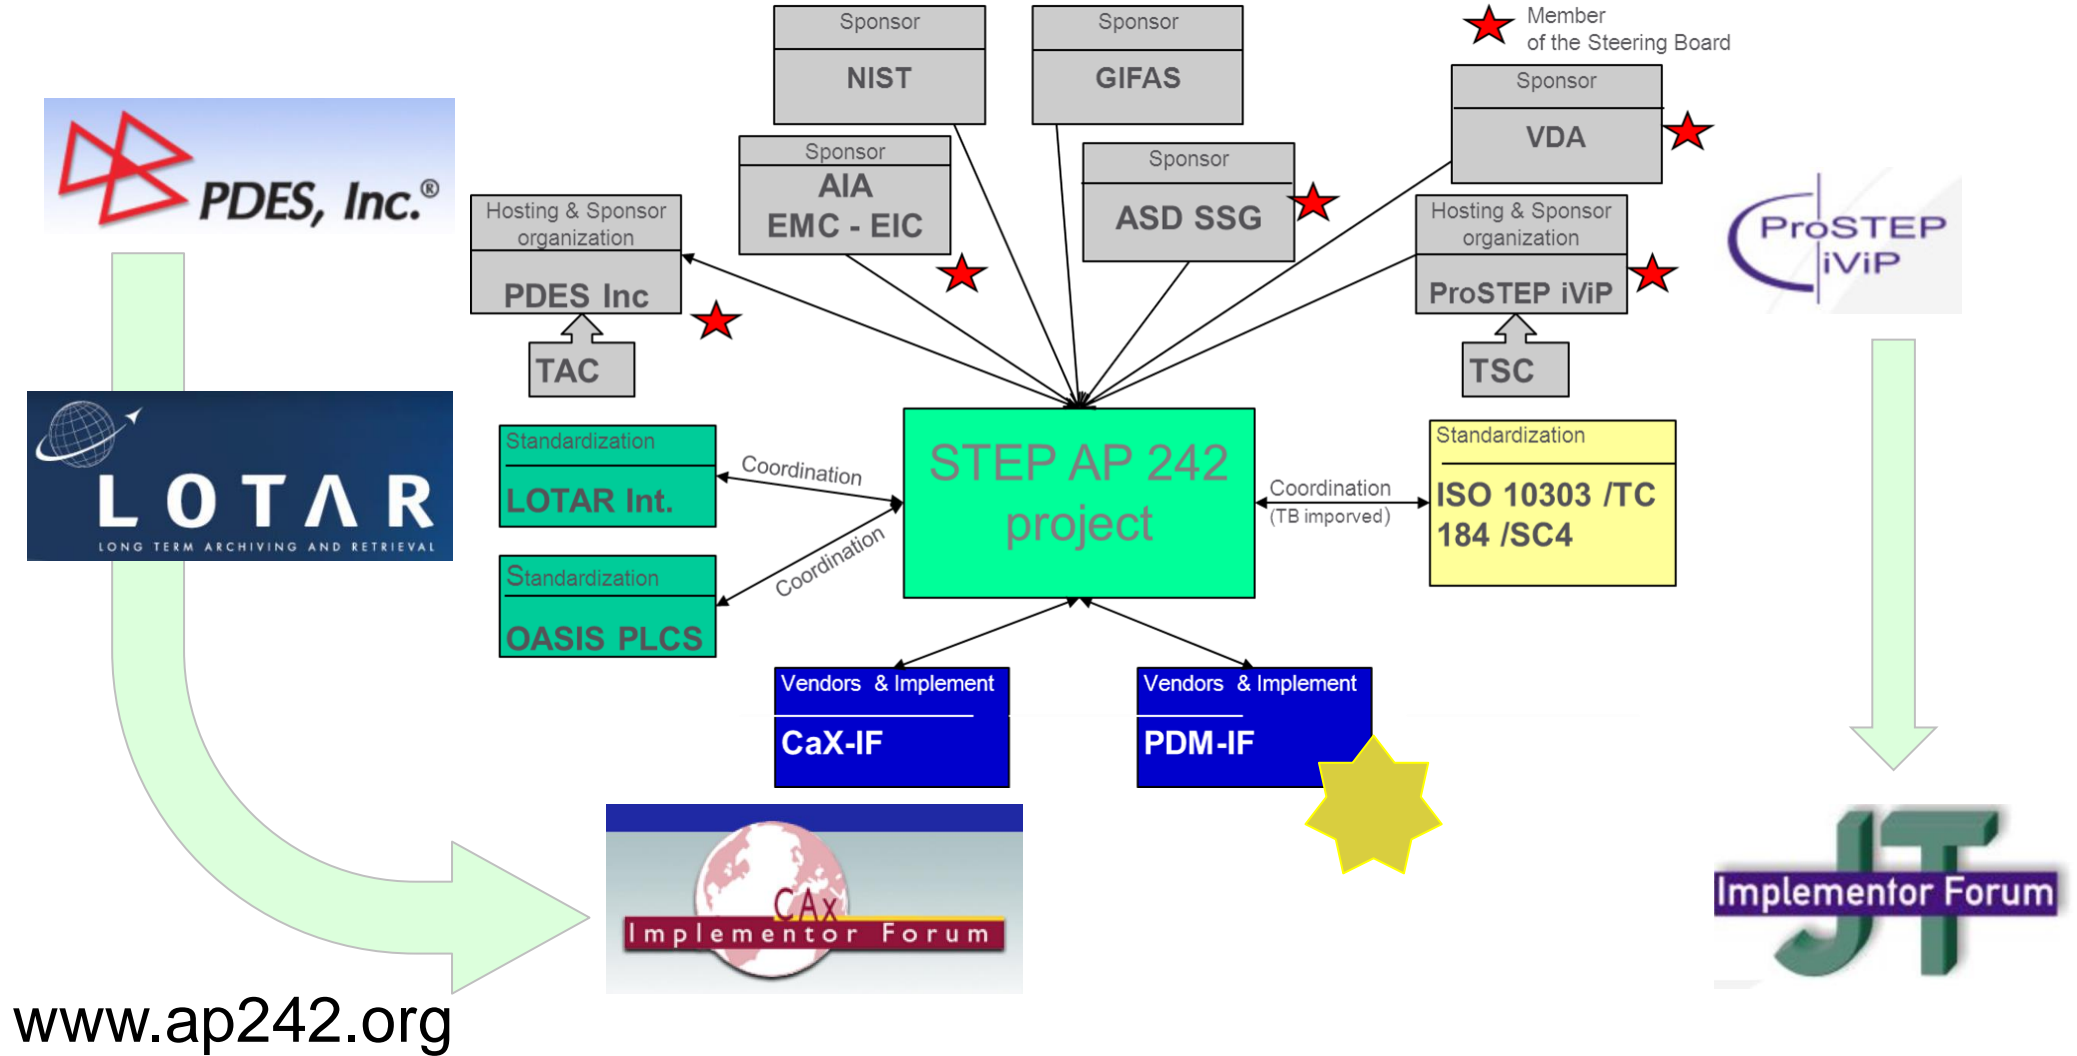 Member
of the Steering Board
Sponsor
NIST
Sponsor
GIFAS
Sponsor
VDA
Sponsor
AIA
EMC - EIC
Sponsor
ASD SSG
PDES, Inc.®
Hosting & Sponsor
organization
PDES Inc
TAC
Hosting & Sponsor
organization
ProSTEP iViP
TSC
ProSTEP
iViP
LOTAR
LONG TERM ARCHIVING AND RETRIEVAL
Standardization
LOTAR Int.
Coordination
Standardization
OASIS PLCS
Coordination
STEP AP 242
project
Coordination
(TB imporved)
Standardization
ISO 10303 /TC
184 /SC4
Vendors & Implement
CaX-IF
Vendors & Implement
PDM-IF
CAx
Implementor Forum
JT
Implementor Forum
www.ap242.org